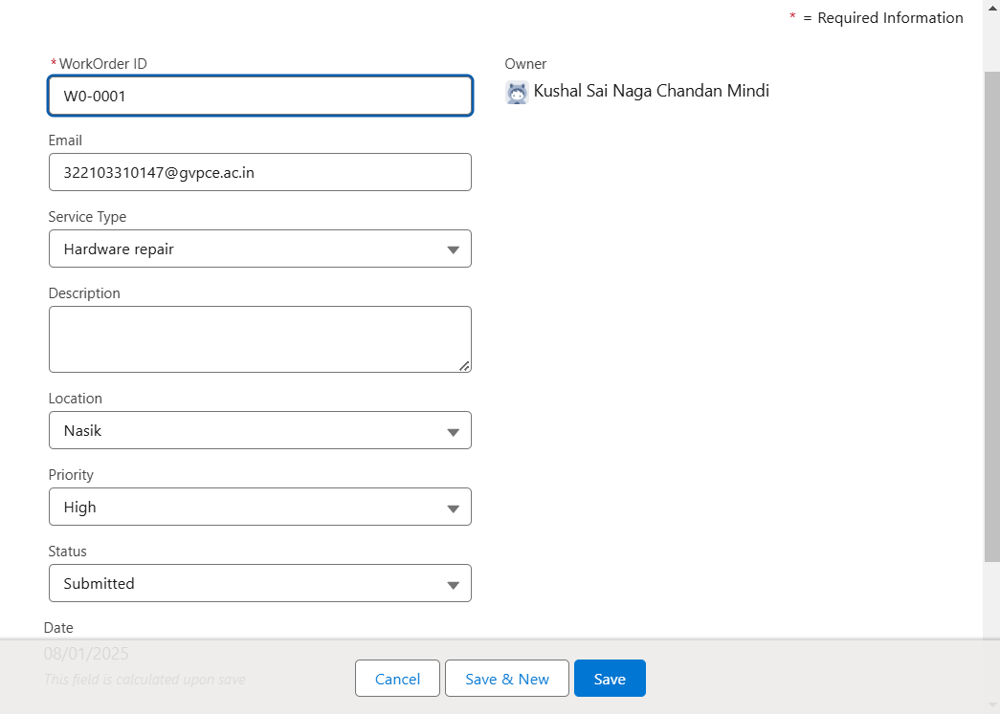 * = Required Information
* WorkOrder ID
W0-0001
Owner
Kushal Sai Naga Chandan Mindi
Email
322103310147@gvpce.ac.in
Service Type
Hardware repair
Description
Location
Nasik
Priority
High
Status
Submitted
Date
08/01/2025
This field is calculated upon save
Cancel
Save & New
Save